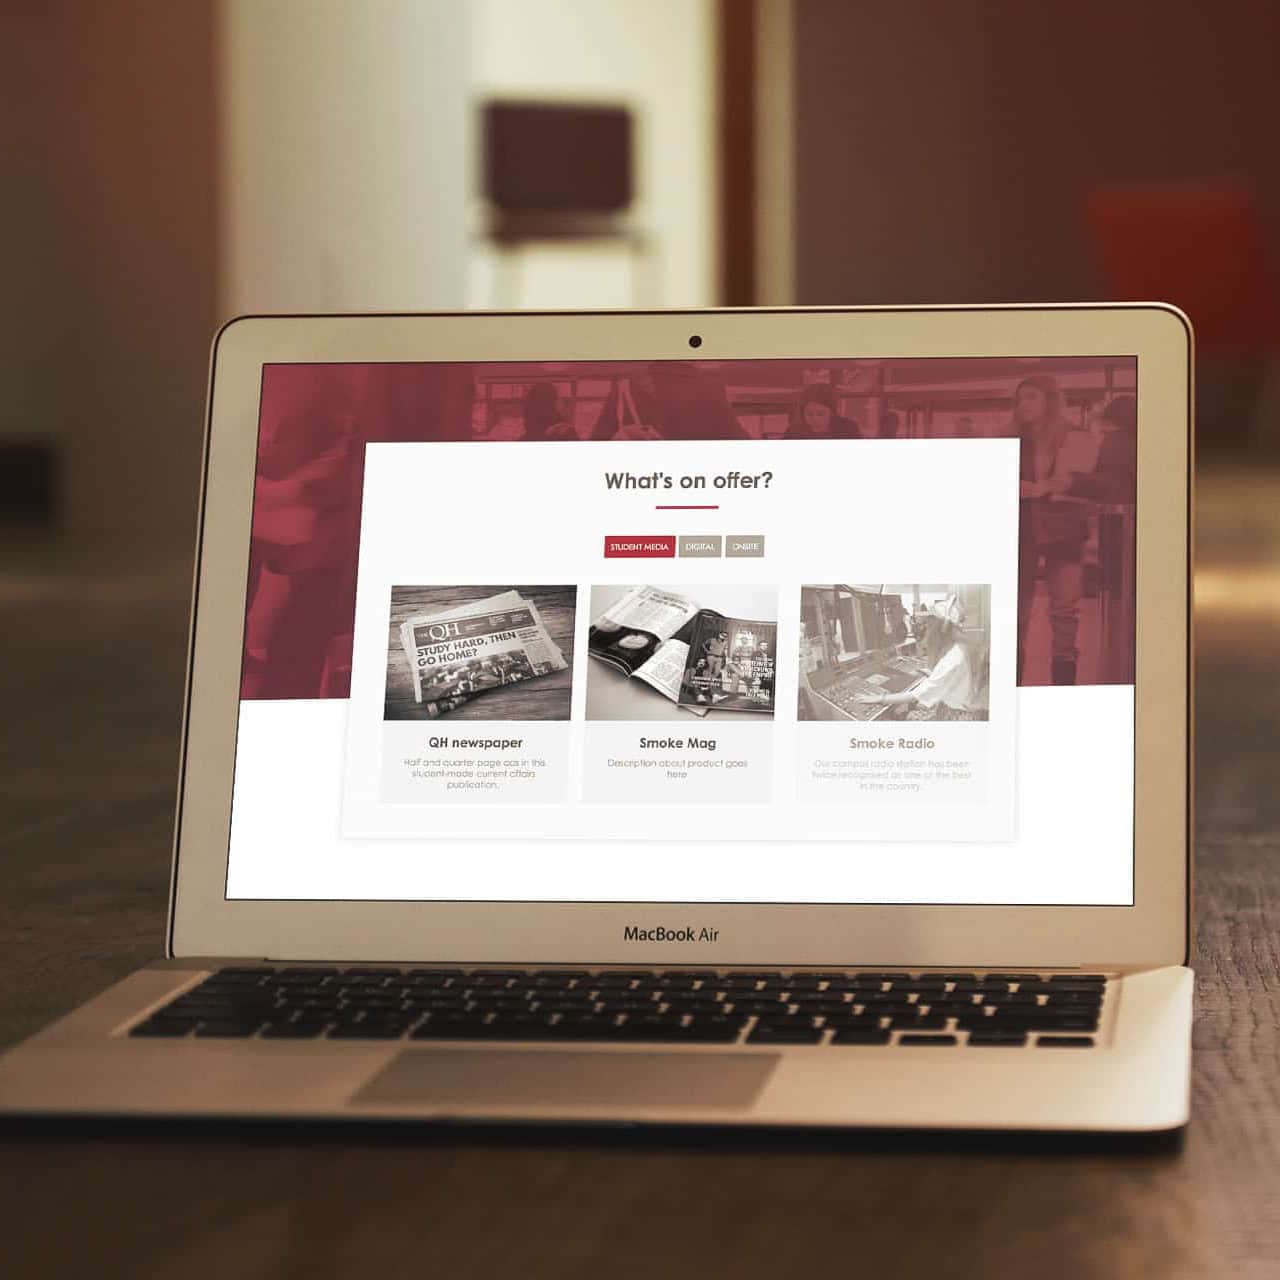 What's on offer?
STUDENT MEDIA
DIGITAL
ONSITE
THE QH
STUDY HARD, THEN
GO HOME?
QH newspaper
Half and quarter page ads in this
student-made current affairs
publication.
Smoke Mag
Description about product goes
here
Smoke Radio
Our campus radio station has been
twice recognised as one of the best
in the country.
MacBook Air